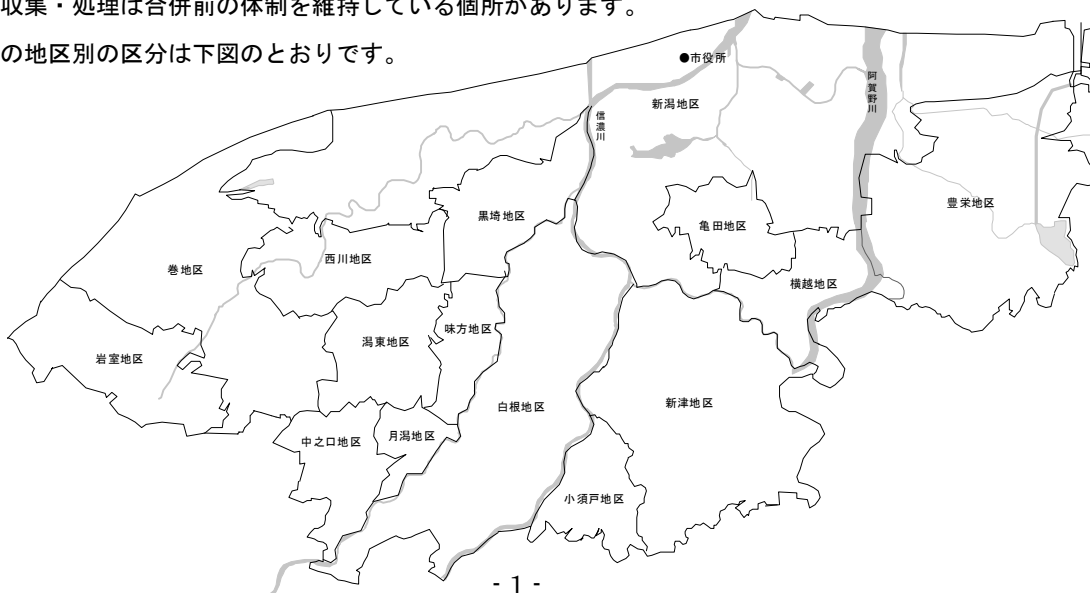 収集・処理は合併前の体制を維持している個所があります。
の地区別の区分は下図のとおりです。
●市役所
阿賀野川
新潟地区
信濃川
豊栄地区
黒埼地区
亀田地区
西川地区
巻地区
横越地区
味方地区
潟東地区
岩室地区
白根地区
新津地区
中之口地区
月潟地区
小須戸地区
- 1 -